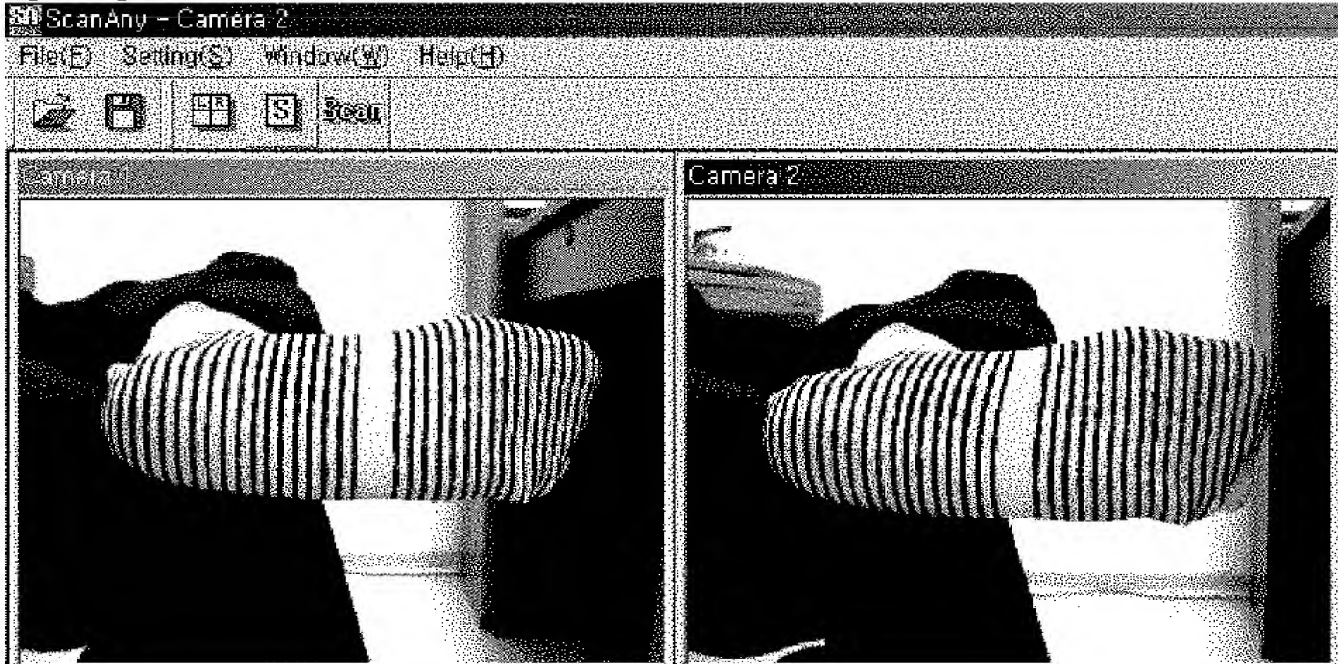 ScanAny - Camera 2
File(F) Setting(S) window(W) Help(H)
L R S Scan
Camera 1
Camera 2